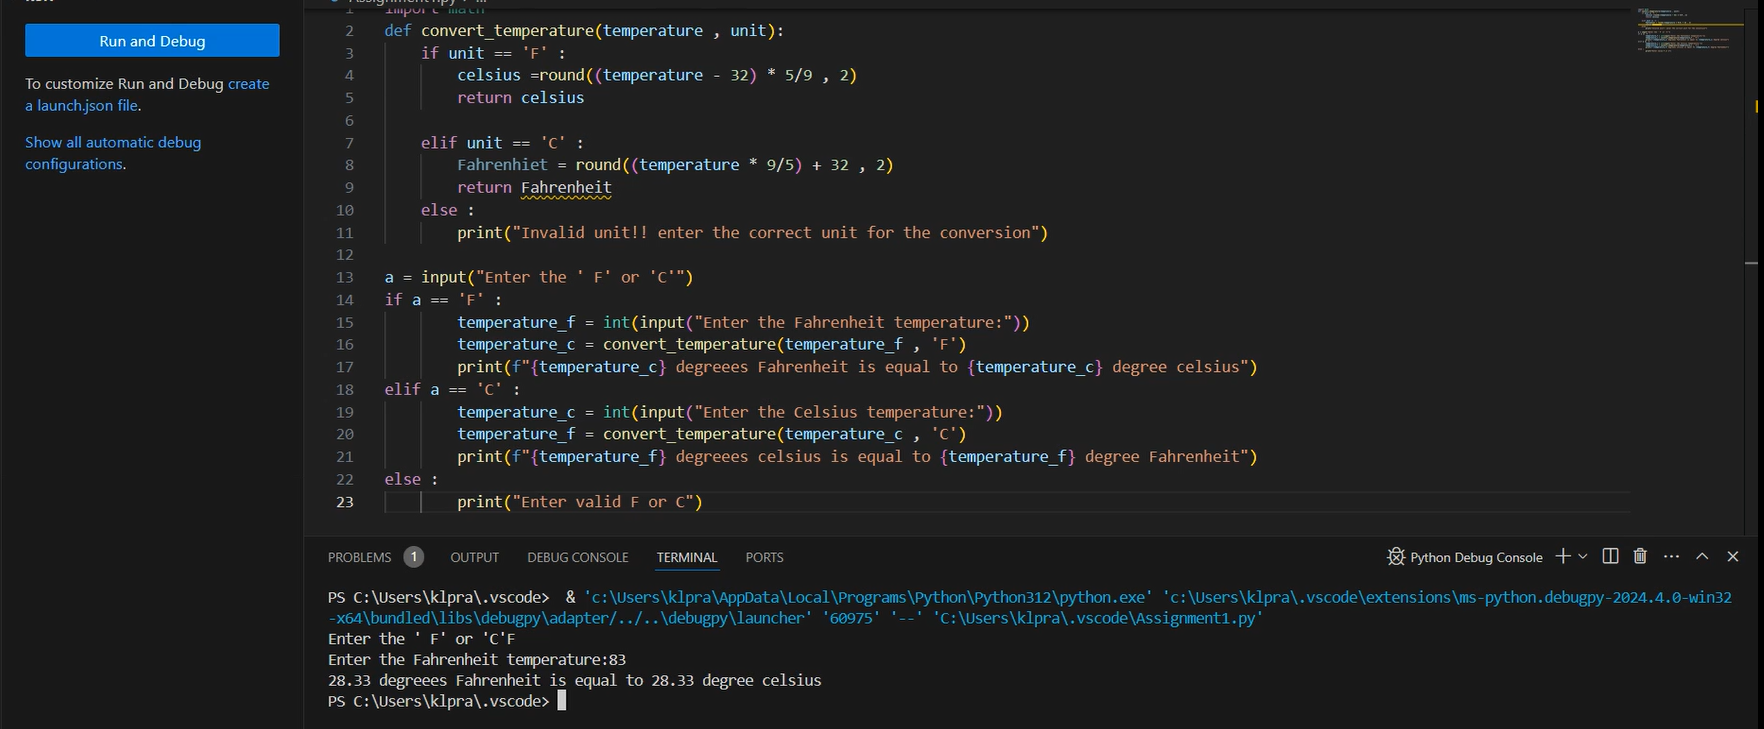 Run and Debug
To customize Run and Debug create
a launch.json file.
Show all automatic debug
configurations.
1 import math
2 def convert_temperature(temperature , unit):
3 if unit == 'F' :
4 celsius =round((temperature - 32) * 5/9 , 2)
5 return celsius
6
7 elif unit == 'C' :
8 Fahrenhiet = round((temperature * 9/5) + 32 , 2)
9 return Fahrenheit
10 else :
11 print("Invalid unit!! enter the correct unit for the conversion")
12
13 a = input("Enter the ' F' or 'C'")
14 if a == 'F' :
15 temperature_f = int(input("Enter the Fahrenheit temperature:"))
16 temperature_c = convert_temperature(temperature_f , 'F')
17 print(f"{temperature_c} degreees Fahrenheit is equal to {temperature_c} degree celsius")
18 elif a == 'C' :
19 temperature_c = int(input("Enter the Celsius temperature:"))
20 temperature_f = convert_temperature(temperature_c , 'C')
21 print(f"{temperature_f} degreees celsius is equal to {temperature_f} degree Fahrenheit")
22 else :
23 print("Enter valid F or C")
PROBLEMS 1 OUTPUT DEBUG CONSOLE TERMINAL PORTS Python Debug Console
PS C:\Users\klpra\.vscode> & 'c:\Users\klpra\AppData\Local\Programs\Python\Python312\python.exe' 'c:\Users\klpra\.vscode\extensions\ms-python.debugpy-2024.4.0-win32
-x64\bundled\libs\debugpy\adapter/../..\debugpy\launcher' '60975' '--' 'C:\Users\klpra\.vscode\Assignment1.py'
Enter the ' F' or 'C'F
Enter the Fahrenheit temperature:83
28.33 degreees Fahrenheit is equal to 28.33 degree celsius
PS C:\Users\klpra\.vscode>